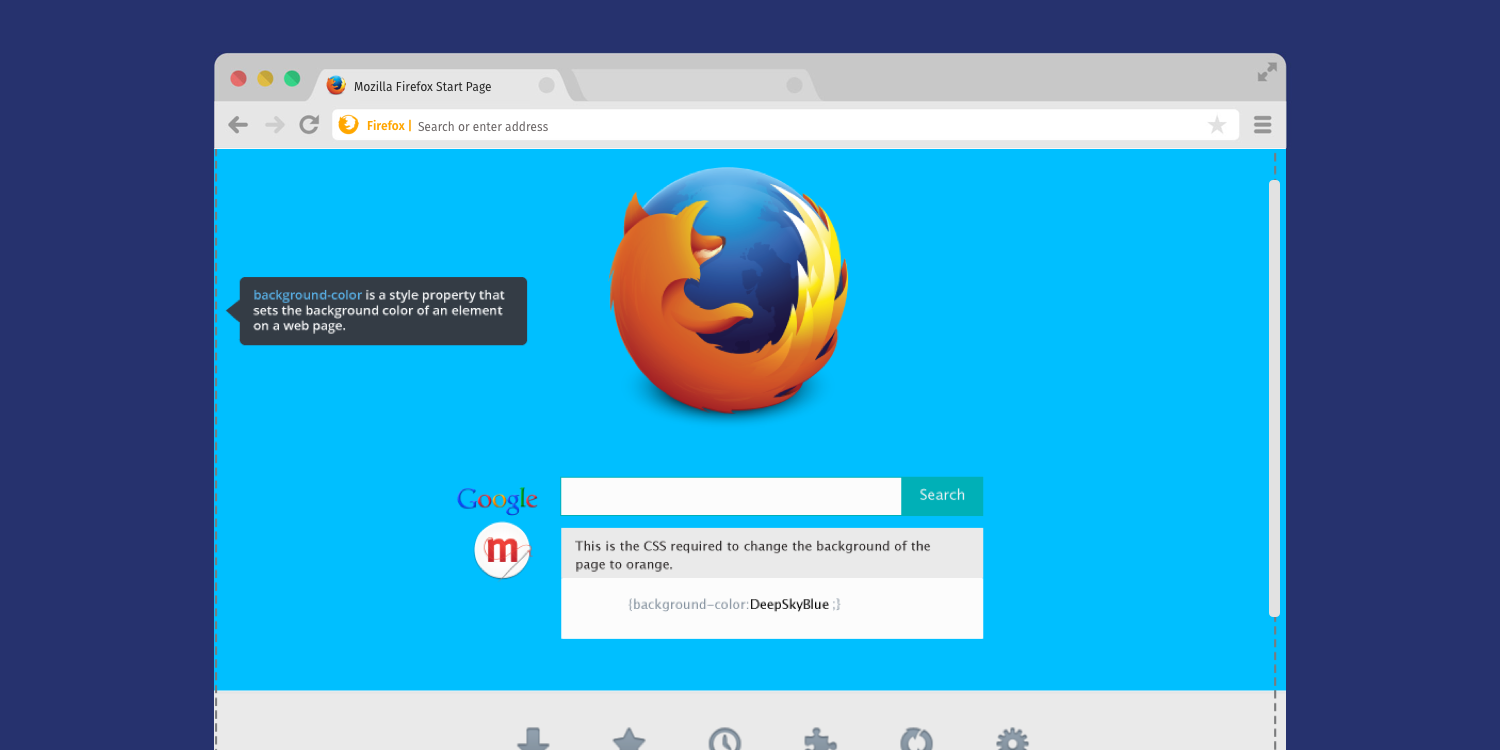 Mozilla Firefox Start Page
Firefox | Search or enter address
background-color is a style property that
sets the background color of an element
on a web page.
Google
Search
m
This is the CSS required to change the background of the
page to orange.
{background-color:DeepSkyBlue ;}